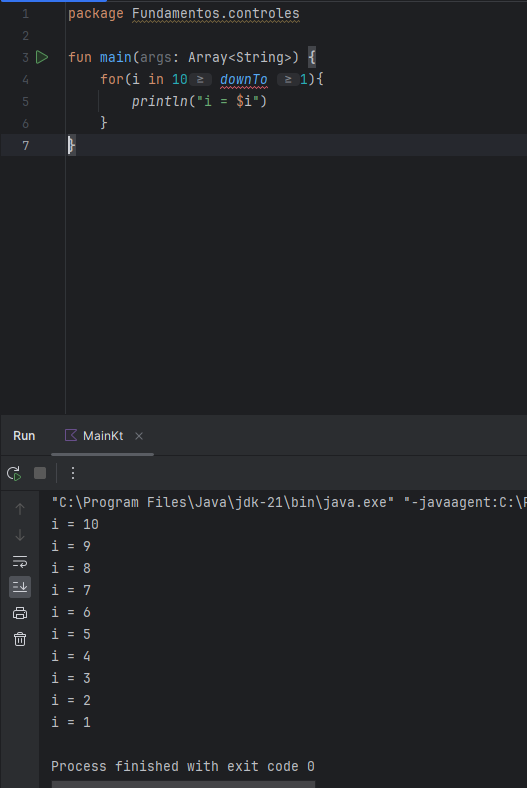 1 package Fundamentos.controles
2
3 fun main(args: Array<String>) {
4 for(i in 10 ≥ downTo ≥ 1){
5 println("i = $i")
6 }
7 }
Run MainKt
"C:\Program Files\Java\jdk-21\bin\java.exe" "-javaagent:C:\
i = 10
i = 9
i = 8
i = 7
i = 6
i = 5
i = 4
i = 3
i = 2
i = 1
Process finished with exit code 0